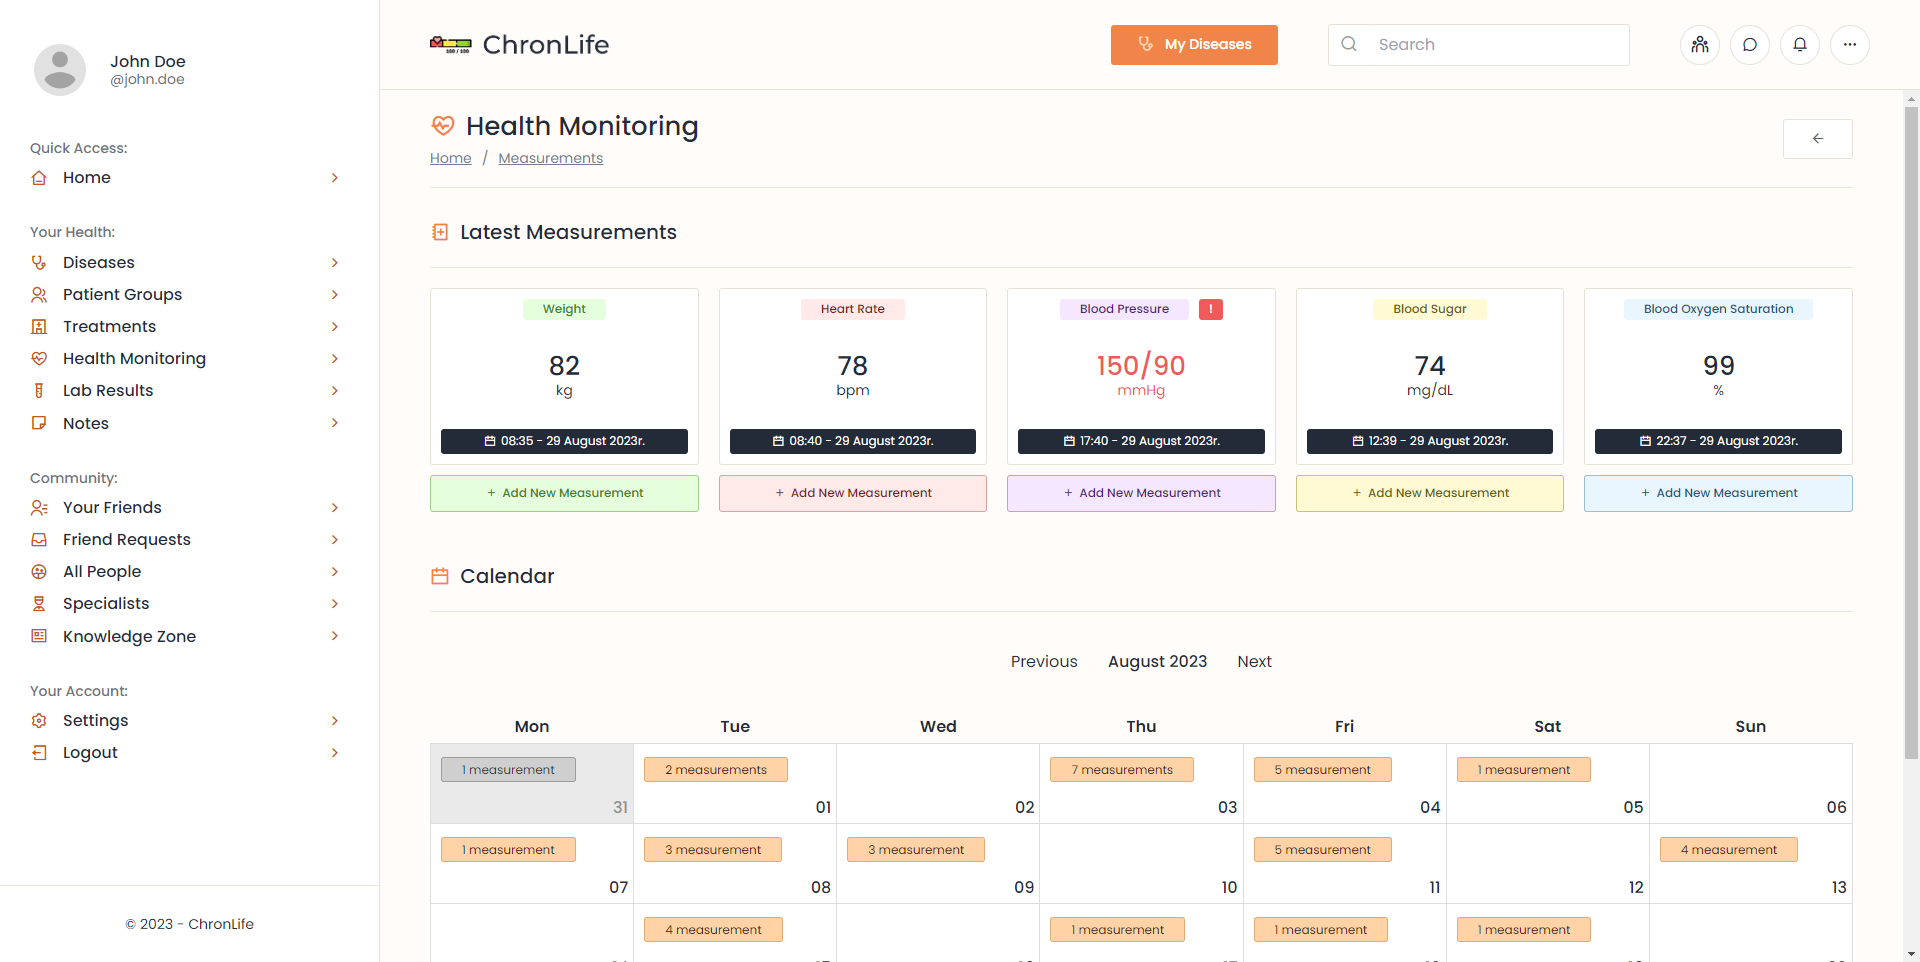 John Doe
@john.doe
Quick Access:
Home
Your Health:
Diseases
Patient Groups
Treatments
Health Monitoring
Lab Results
Notes
Community:
Your Friends
Friend Requests
All People
Specialists
Knowledge Zone
Your Account:
Settings
Logout
© 2023 - ChronLife
100 / 100
ChronLife
My Diseases
Search
Health Monitoring
Home / Measurements
Latest Measurements
Weight
82
kg
08:35 - 29 August 2023r.
+ Add New Measurement
Heart Rate
78
bpm
08:40 - 29 August 2023r.
+ Add New Measurement
Blood Pressure !
150/90
mmHg
17:40 - 29 August 2023r.
+ Add New Measurement
Blood Sugar
74
mg/dL
12:39 - 29 August 2023r.
+ Add New Measurement
Blood Oxygen Saturation
99
%
22:37 - 29 August 2023r.
+ Add New Measurement
Calendar
Previous August 2023 Next
Mon Tue Wed Thu Fri Sat Sun
1 measurement 2 measurements 7 measurements 5 measurement 1 measurement
31 01 02 03 04 05 06
1 measurement 3 measurement 3 measurement 5 measurement 4 measurement
07 08 09 10 11 12 13
4 measurement 1 measurement 1 measurement 1 measurement